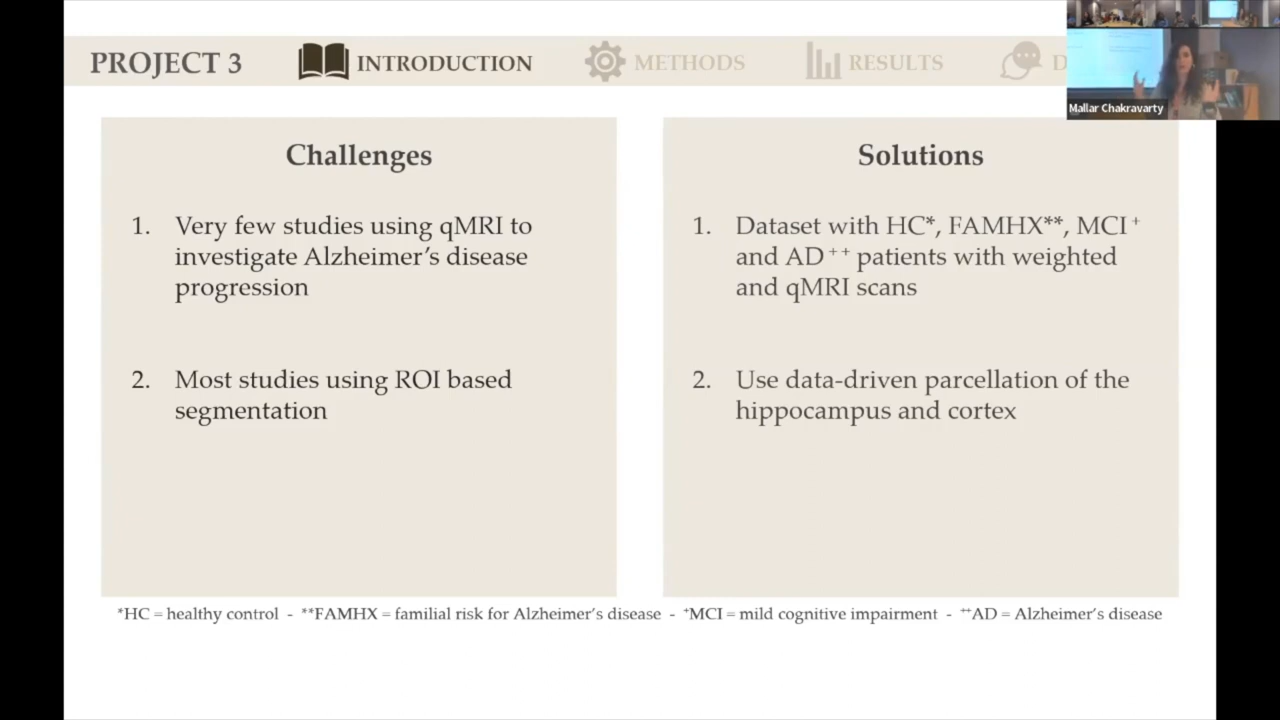 PROJECT 3
INTRODUCTION
METHODS
RESULTS
D
Mallar Chakravarty
Challenges
1. Very few studies using qMRI to
investigate Alzheimer’s disease
progression
2. Most studies using ROI based
segmentation
Solutions
1. Dataset with HC*, FAMHX**, MCI⁺
and AD⁺⁺ patients with weighted
and qMRI scans
2. Use data-driven parcellation of the
hippocampus and cortex
*HC = healthy control - **FAMHX = familial risk for Alzheimer’s disease - ⁺MCI = mild cognitive impairment - ⁺⁺AD = Alzheimer’s disease